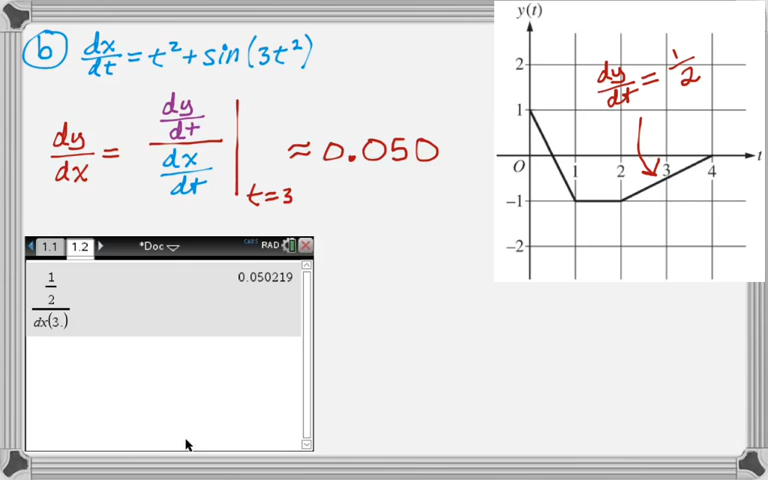 b dx/dt = t² + sin(3t²)
dy/dx = (dy/dt)/(dx/dt) | t=3 ≈ 0.050
1.1 1.2 *Doc RAD
(1/2)/dx(3.) 0.050219
y(t)
dy/dt = 1/2
2
1
O 1 2 3 4 t
-1
-2